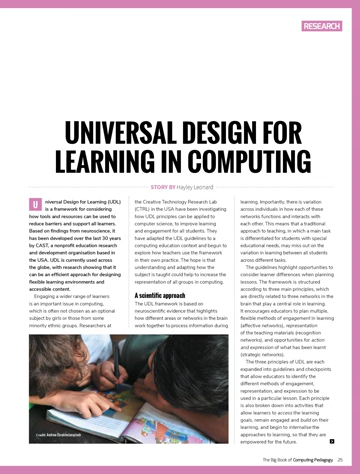 RESEARCH
UNIVERSAL DESIGN FOR
LEARNING IN COMPUTING
STORY BY Hayley Leonard
Universal Design for Learning (UDL)
is a framework for considering
how tools and resources can be used to
reduce barriers and support all learners.
Based on findings from neuroscience, it
has been developed over the last 30 years
by CAST, a nonprofit education research
and development organisation based in
the USA. UDL is currently used across
the globe, with research showing that it
can be an efficient approach for designing
flexible learning environments and
accessible content.
Engaging a wider range of learners
is an important issue in computing,
which is often not chosen as an optional
subject by girls or those from some
minority ethnic groups. Researchers at
the Creative Technology Research Lab
(CTRL) in the USA have been investigating
how UDL principles can be applied to
computer science, to improve learning
and engagement for all students. They
have adapted the UDL guidelines to a
computing education context and begun to
explore how teachers use the framework
in their own practice. The hope is that
understanding and adapting how the
subject is taught could help to increase the
representation of all groups in computing.
A scientific approach
The UDL framework is based on
neuroscientific evidence that highlights
how different areas or networks in the brain
work together to process information during
learning. Importantly, there is variation
across individuals in how each of these
networks functions and interacts with
each other. This means that a traditional
approach to teaching, in which a main task
is differentiated for students with special
educational needs, may miss out on the
variation in learning between all students
across different tasks.
The guidelines highlight opportunities to
consider learner differences when planning
lessons. The framework is structured
according to three main principles, which
are directly related to three networks in the
brain that play a central role in learning.
It encourages educators to plan multiple,
flexible methods of engagement in learning
(affective networks), representation
of the teaching materials (recognition
networks), and opportunities for action
and expression of what has been learnt
(strategic networks).
The three principles of UDL are each
expanded into guidelines and checkpoints
that allow educators to identify the
different methods of engagement,
representation, and expression to be
used in a particular lesson. Each principle
is also broken down into activities that
allow learners to access the learning
goals, remain engaged and build on their
learning, and begin to internalise the
approaches to learning, so that they are
empowered for the future.
The Big Book of Computing Pedagogy 25